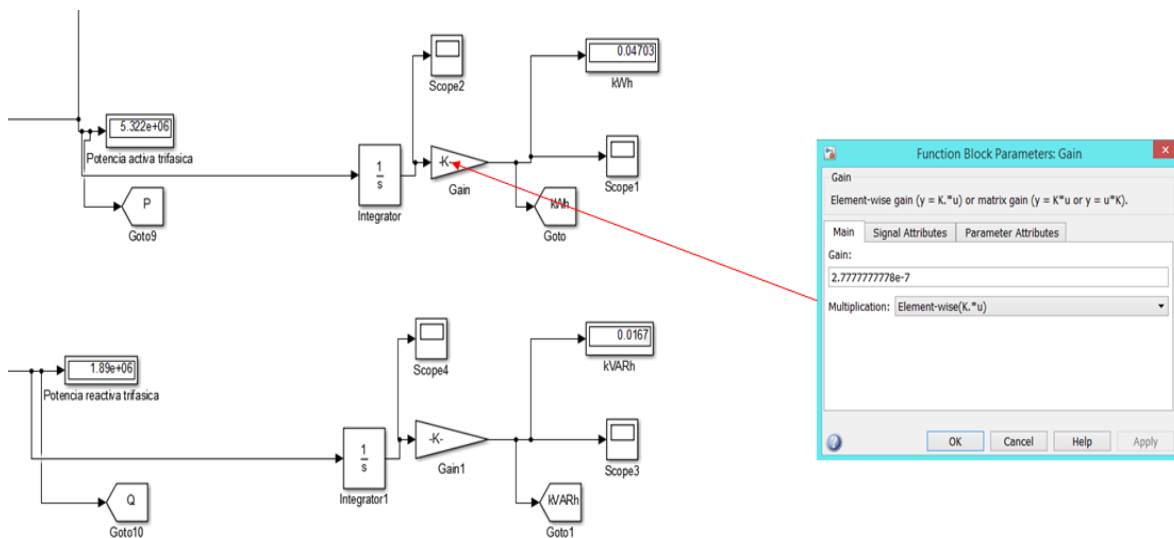 Scope2
0.04703
kWh
5.322e+06
Potencia activa trifasica
P
Goto9
1
s
Integrator
-K-
Gain
Scope1
kWh
Goto
Scope4
0.0167
kVARh
1.89e+06
Potencia reactiva trifasica
Q
Goto10
1
s
Integrator1
-K-
Gain1
Scope3
kVARh
Goto1
Function Block Parameters: Gain
x
Gain
Element-wise gain (y = K.*u) or matrix gain (y = K*u or y = u*K).
Main Signal Attributes Parameter Attributes
Gain:
2.7777777778e-7
Multiplication: Element-wise(K.*u)
? OK Cancel Help Apply